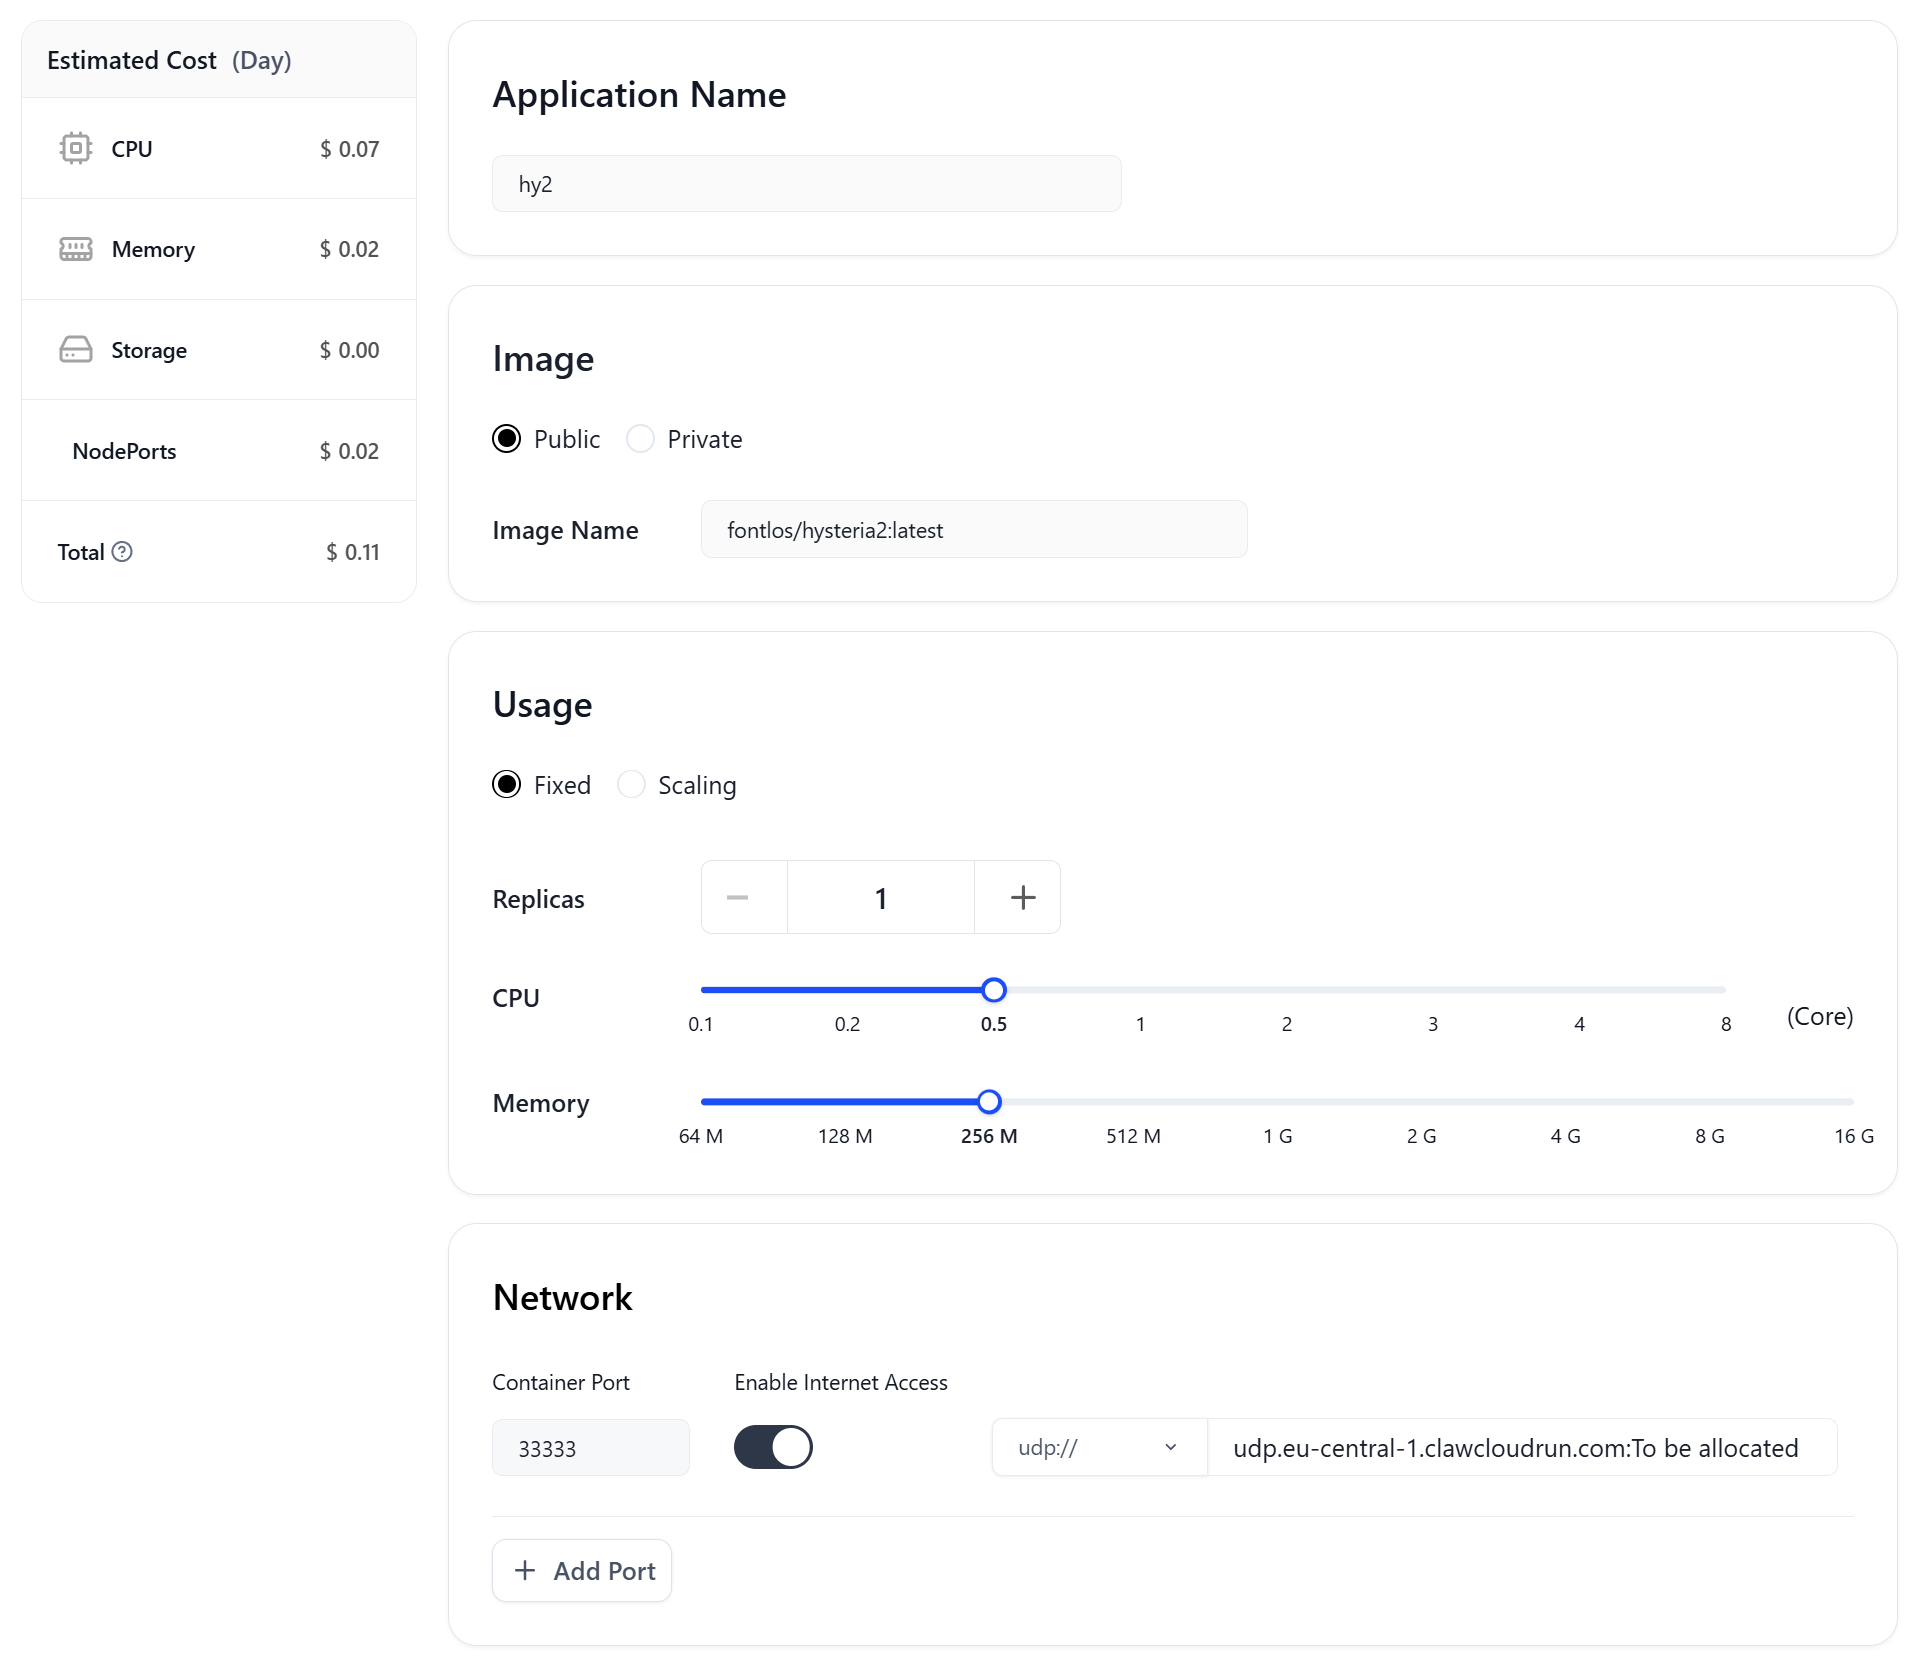 Estimated Cost (Day)
CPU $ 0.07
Memory $ 0.02
Storage $ 0.00
NodePorts $ 0.02
Total $ 0.11
Application Name
hy2
Image
Public Private
Image Name fontlos/hysteria2:latest
Usage
Fixed Scaling
Replicas 1
CPU
0.1 0.2 0.5 1 2 3 4 8 (Core)
Memory
64 M 128 M 256 M 512 M 1 G 2 G 4 G 8 G 16 G
Network
Container Port Enable Internet Access
33333 udp:// udp.eu-central-1.clawcloudrun.com:To be allocated
Add Port